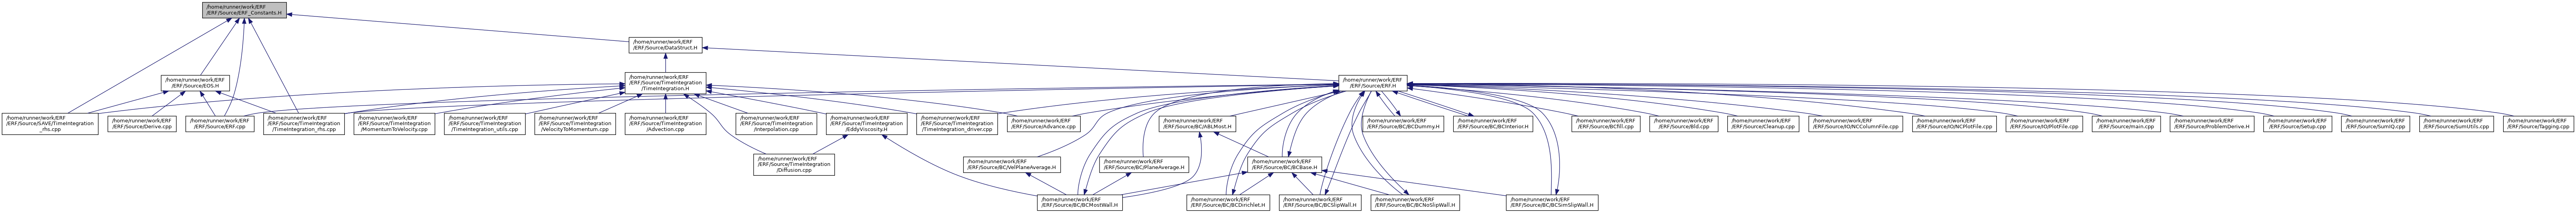 /home/runner/work/ERF
/ERF/Source/ERF_Constants.H
/home/runner/work/ERF
/ERF/Source/DataStruct.H
/home/runner/work/ERF
/ERF/Source/EOS.H
/home/runner/work/ERF
/ERF/Source/TimeIntegration
/TimeIntegration.H
/home/runner/work/ERF
/ERF/Source/ERF.H
/home/runner/work/ERF
/ERF/Source/SAVE/TimeIntegration
_rhs.cpp
/home/runner/work/ERF
/ERF/Source/Derive.cpp
/home/runner/work/ERF
/ERF/Source/ERF.cpp
/home/runner/work/ERF
/ERF/Source/TimeIntegration
/TimeIntegration_rhs.cpp
/home/runner/work/ERF
/ERF/Source/TimeIntegration
/MomentumToVelocity.cpp
/home/runner/work/ERF
/ERF/Source/TimeIntegration
/TimeIntegration_utils.cpp
/home/runner/work/ERF
/ERF/Source/TimeIntegration
/VelocityToMomentum.cpp
/home/runner/work/ERF
/ERF/Source/TimeIntegration
/Advection.cpp
/home/runner/work/ERF
/ERF/Source/TimeIntegration
/Interpolation.cpp
/home/runner/work/ERF
/ERF/Source/TimeIntegration
/EddyViscosity.H
/home/runner/work/ERF
/ERF/Source/TimeIntegration
/TimeIntegration_driver.cpp
/home/runner/work/ERF
/ERF/Source/Advance.cpp
/home/runner/work/ERF
/ERF/Source/BC/ABLMost.H
/home/runner/work/ERF
/ERF/Source/BC/BCDummy.H
/home/runner/work/ERF
/ERF/Source/BC/BCInterior.H
/home/runner/work/ERF
/ERF/Source/BCfill.cpp
/home/runner/work/ERF
/ERF/Source/Bld.cpp
/home/runner/work/ERF
/ERF/Source/Cleanup.cpp
/home/runner/work/ERF
/ERF/Source/IO/NCColumnFile.cpp
/home/runner/work/ERF
/ERF/Source/IO/NCPlotFile.cpp
/home/runner/work/ERF
/ERF/Source/IO/PlotFile.cpp
/home/runner/work/ERF
/ERF/Source/main.cpp
/home/runner/work/ERF
/ERF/Source/ProblemDerive.H
/home/runner/work/ERF
/ERF/Source/Setup.cpp
/home/runner/work/ERF
/ERF/Source/SumIQ.cpp
/home/runner/work/ERF
/ERF/Source/SumUtils.cpp
/home/runner/work/ERF
/ERF/Source/Tagging.cpp
/home/runner/work/ERF
/ERF/Source/TimeIntegration
/Diffusion.cpp
/home/runner/work/ERF
/ERF/Source/BC/VelPlaneAverage.H
/home/runner/work/ERF
/ERF/Source/BC/PlaneAverage.H
/home/runner/work/ERF
/ERF/Source/BC/BCBase.H
/home/runner/work/ERF
/ERF/Source/BC/BCMostWall.H
/home/runner/work/ERF
/ERF/Source/BC/BCDirichlet.H
/home/runner/work/ERF
/ERF/Source/BC/BCSlipWall.H
/home/runner/work/ERF
/ERF/Source/BC/BCNoSlipWall.H
/home/runner/work/ERF
/ERF/Source/BC/BCSimSlipWall.H